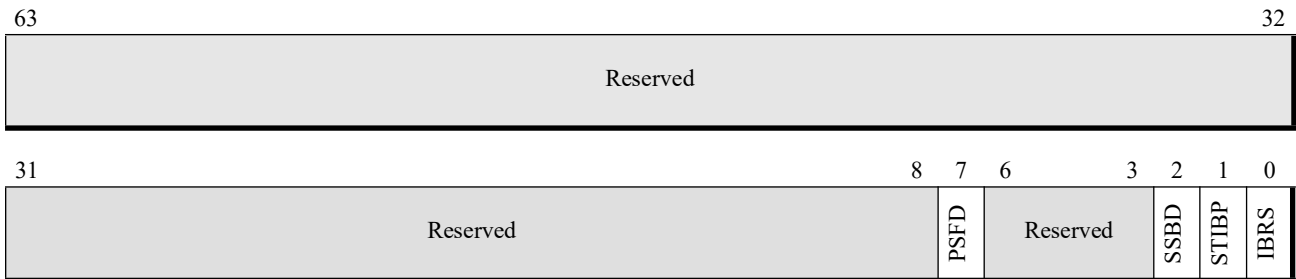 63 32
Reserved
31 8 7 6 3 2 1 0
Reserved PSFD Reserved SSBD STIBP IBRS